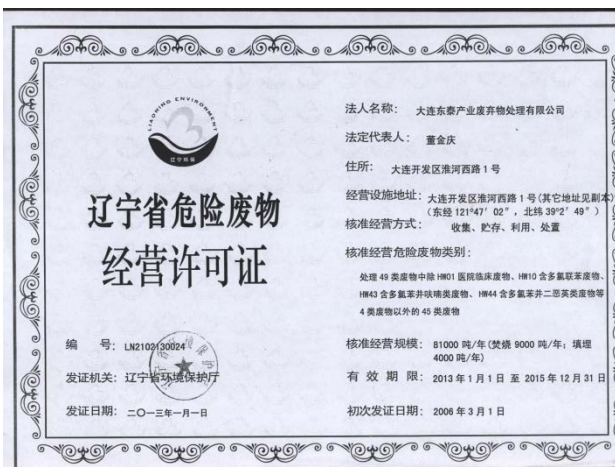 LIAONING ENVIRONMENT
辽宁环保
辽宁省危险废物
经营许可证
编 号: LN2102130024
发证机关: 辽宁省环境保护厅
发证日期: 二〇一三年一月一日
法人名称: 大连东泰产业废弃物处理有限公司
法定代表人: 董金庆
住所: 大连开发区淮河西路1号
经营设施地址: 大连开发区淮河西路1号(其它地址见副本)
(东经 121°47′02″, 北纬 39°2′49″)
核准经营方式: 收集、贮存、利用、处置
核准经营危险废物类别:
处理49类废物中除HW01医院临床废物、HW10含多氯联苯废物、
HW43含多氯苯并呋喃类废物、HW44含多氯苯并二恶英类废物等
4类废物以外的45类废物
核准经营规模: 81000吨/年(焚烧9000吨/年; 填埋
4000吨/年)
有 效 期 限: 2013年1月1日 至 2015年12月31日
初次发证日期: 2006年3月1日